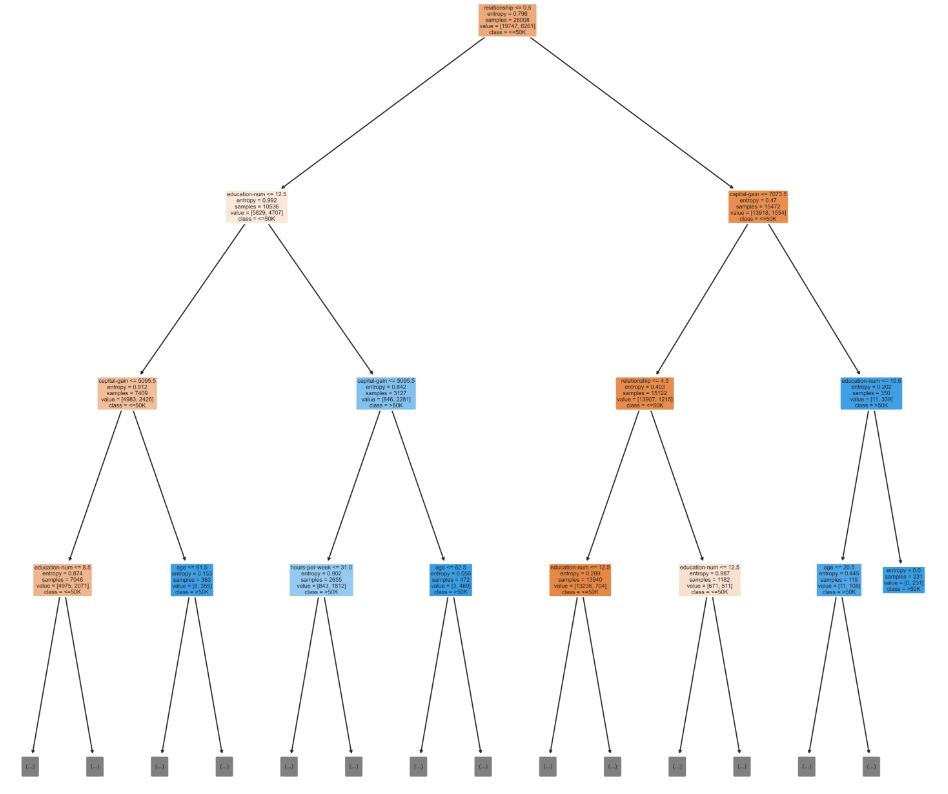 relationship <= 0.5
entropy = 0.796
samples = 26008
value = [19747, 6261]
class = <=50K
education-num <= 12.5
entropy = 0.992
samples = 10536
value = [5829, 4707]
class = <=50K
capital-gain <= 7073.5
entropy = 0.47
samples = 15472
value = [13918, 1554]
class = <=50K
capital-gain <= 5095.5
entropy = 0.912
samples = 7409
value = [4983, 2426]
class = <=50K
capital-gain <= 5095.5
entropy = 0.842
samples = 3127
value = [846, 2281]
class = >50K
relationship <= 4.5
entropy = 0.403
samples = 15122
value = [13907, 1215]
class = <=50K
education-num <= 10.5
entropy = 0.202
samples = 350
value = [11, 339]
class = >50K
education-num <= 8.5
entropy = 0.874
samples = 7046
value = [4975, 2071]
class = <=50K
age <= 61.5
entropy = 0.153
samples = 363
value = [8, 355]
class = >50K
hours-per-week <= 31.0
entropy = 0.902
samples = 2655
value = [843, 1812]
class = >50K
age <= 62.5
entropy = 0.056
samples = 472
value = [3, 469]
class = >50K
education-num <= 12.5
entropy = 0.289
samples = 13940
value = [13236, 704]
class = <=50K
education-num <= 12.5
entropy = 0.987
samples = 1182
value = [671, 511]
class = <=50K
age <= 20.5
entropy = 0.445
samples = 119
value = [11, 108]
class = >50K
entropy = 0.0
samples = 231
value = [0, 231]
class = >50K
(...) (...) (...) (...) (...) (...) (...) (...) (...) (...) (...) (...) (...) (...)